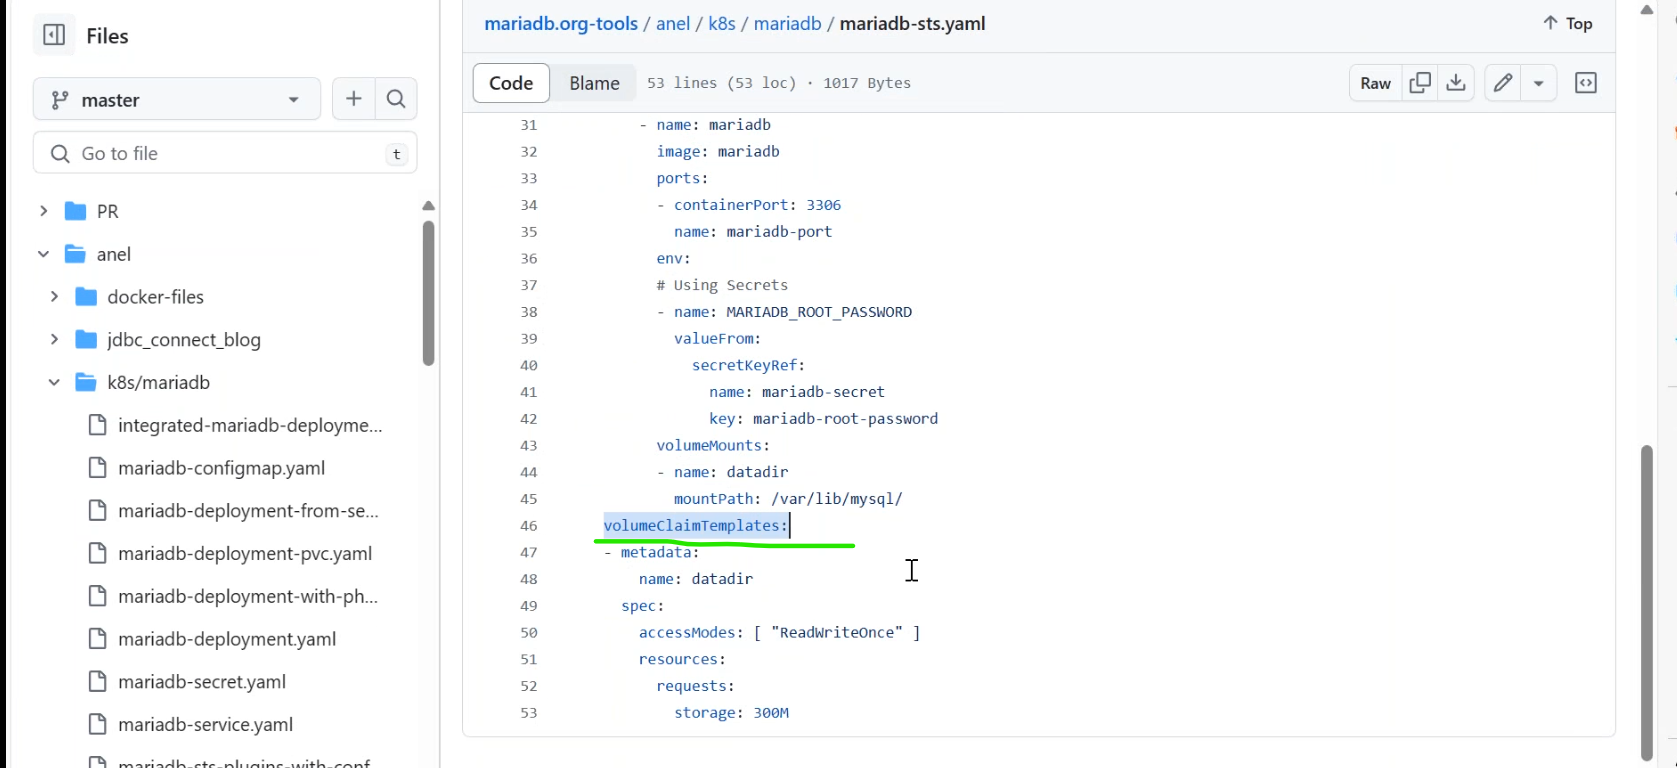 Files
master
Go to file
t
PR
anel
docker-files
jdbc_connect_blog
k8s/mariadb
integrated-mariadb-deployme...
mariadb-configmap.yaml
mariadb-deployment-from-se...
mariadb-deployment-pvc.yaml
mariadb-deployment-with-ph...
mariadb-deployment.yaml
mariadb-secret.yaml
mariadb-service.yaml
mariadb-sts-plugins-with-conf
mariadb.org-tools / anel / k8s / mariadb / mariadb-sts.yaml
Top
Code Blame 53 lines (53 loc) · 1017 Bytes
Raw
31 - name: mariadb
32 image: mariadb
33 ports:
34 - containerPort: 3306
35 name: mariadb-port
36 env:
37 # Using Secrets
38 - name: MARIADB_ROOT_PASSWORD
39 valueFrom:
40 secretKeyRef:
41 name: mariadb-secret
42 key: mariadb-root-password
43 volumeMounts:
44 - name: datadir
45 mountPath: /var/lib/mysql/
46 volumeClaimTemplates:
47 - metadata:
48 name: datadir
49 spec:
50 accessModes: [ "ReadWriteOnce" ]
51 resources:
52 requests:
53 storage: 300M